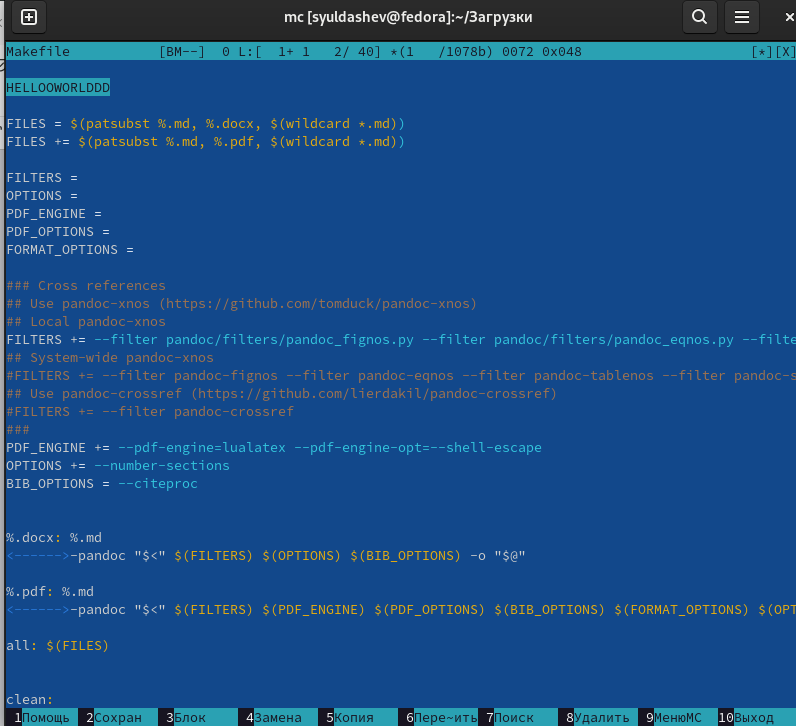 mc [syuldashev@fedora]:~/Загрузки
Makefile [BM--] 0 L:[ 1+ 1 2/ 40] *(1 /1078b) 0072 0x048 [*][X]
HELLOOWORLDDD
FILES = $(patsubst %.md, %.docx, $(wildcard *.md))
FILES += $(patsubst %.md, %.pdf, $(wildcard *.md))
FILTERS =
OPTIONS =
PDF_ENGINE =
PDF_OPTIONS =
FORMAT_OPTIONS =
### Cross references
## Use pandoc-xnos (https://github.com/tomduck/pandoc-xnos)
## Local pandoc-xnos
FILTERS += --filter pandoc/filters/pandoc_fignos.py --filter pandoc/filters/pandoc_eqnos.py --filte
## System-wide pandoc-xnos
#FILTERS += --filter pandoc-fignos --filter pandoc-eqnos --filter pandoc-tablenos --filter pandoc-s
## Use pandoc-crossref (https://github.com/lierdakil/pandoc-crossref)
#FILTERS += --filter pandoc-crossref
###
PDF_ENGINE += --pdf-engine=lualatex --pdf-engine-opt=--shell-escape
OPTIONS += --number-sections
BIB_OPTIONS = --citeproc
%.docx: %.md
<------>-pandoc "$<" $(FILTERS) $(OPTIONS) $(BIB_OPTIONS) -o "$@"
%.pdf: %.md
<------>-pandoc "$<" $(FILTERS) $(PDF_ENGINE) $(PDF_OPTIONS) $(BIB_OPTIONS) $(FORMAT_OPTIONS) $(OPT
all: $(FILES)
clean:
1Помощь 2Сохран 3Блок 4Замена 5Копия 6Пере~ить 7Поиск 8Удалить 9МенюМС 10Выход